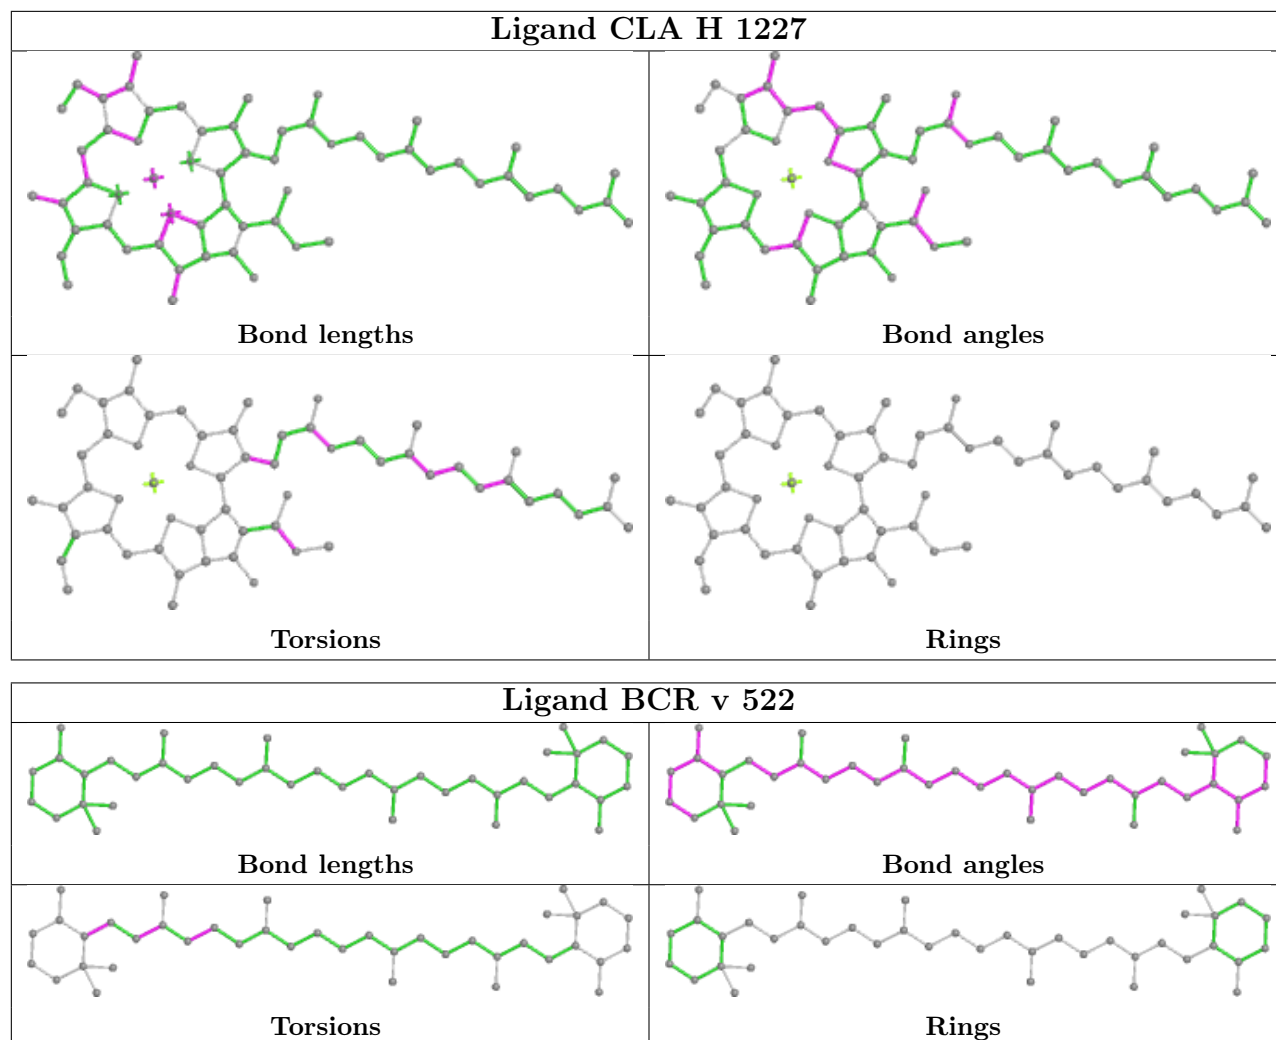 Ligand CLA H 1227
Bond lengths
Bond angles
Torsions
Rings
Ligand BCR v 522
Bond lengths
Bond angles
Torsions
Rings